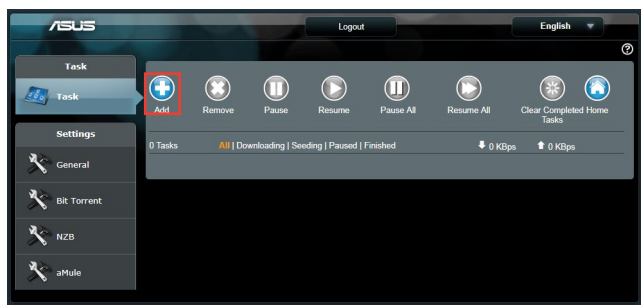 ASUS
Logout
English
Task
Task
Settings
General
Bit Torrent
NZB
aMule
Add
Remove
Pause
Resume
Pause All
Resume All
Clear Completed
Tasks
Home
0 Tasks
All | Downloading | Seeding | Paused | Finished
0 KBps
0 KBps